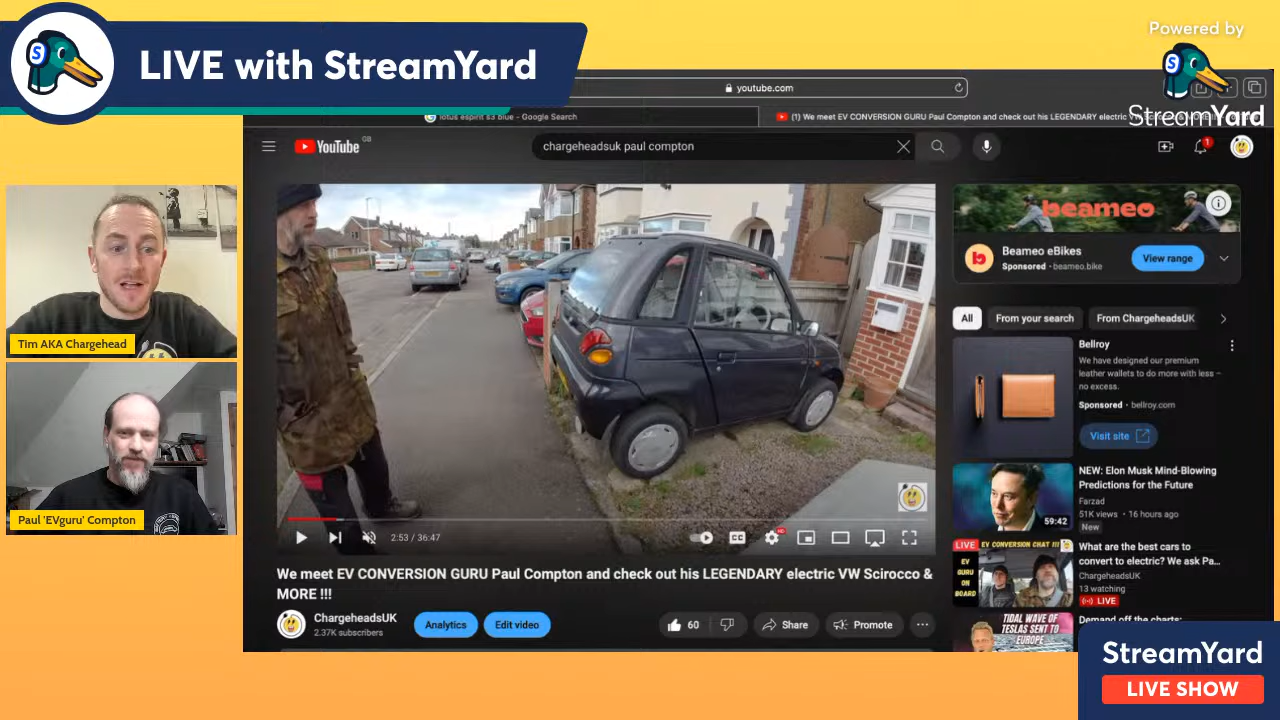 LIVE with StreamYard
Powered by
StreamYard
youtube.com
lotus espirit s3 blue - Google Search
(1) We meet EV CONVERSION GURU Paul Compton and check out his LEGENDARY electric
YouTube GB
chargeheadsuk paul compton
1
beameo
Beameo eBikes
Sponsored · beameo.bike
View range
All
From your search
From ChargeheadsUK
Bellroy
We have designed our premium
leather wallets to do more with less –
no excess.
Sponsored · bellroy.com
Visit site
NEW: Elon Musk Mind-Blowing
Predictions for the Future
Farzad
51K views · 16 hours ago
New
59:42
LIVE EV CONVERSION CHAT !!!
EV
GURU
ON
BOARD
What are the best cars to
convert to electric? We ask Pa...
ChargeheadsUK
13 watching
LIVE
TIDAL WAVE OF
TESLAS SENT TO
EUROPE
Demand off the charts:
Tim AKA Chargehead
Paul 'EVguru' Compton
2:53 / 36:47
CC
HD
We meet EV CONVERSION GURU Paul Compton and check out his LEGENDARY electric VW Scirocco &
MORE !!!
ChargeheadsUK
2.37K subscribers
Analytics
Edit video
60
Share
Promote
StreamYard
LIVE SHOW